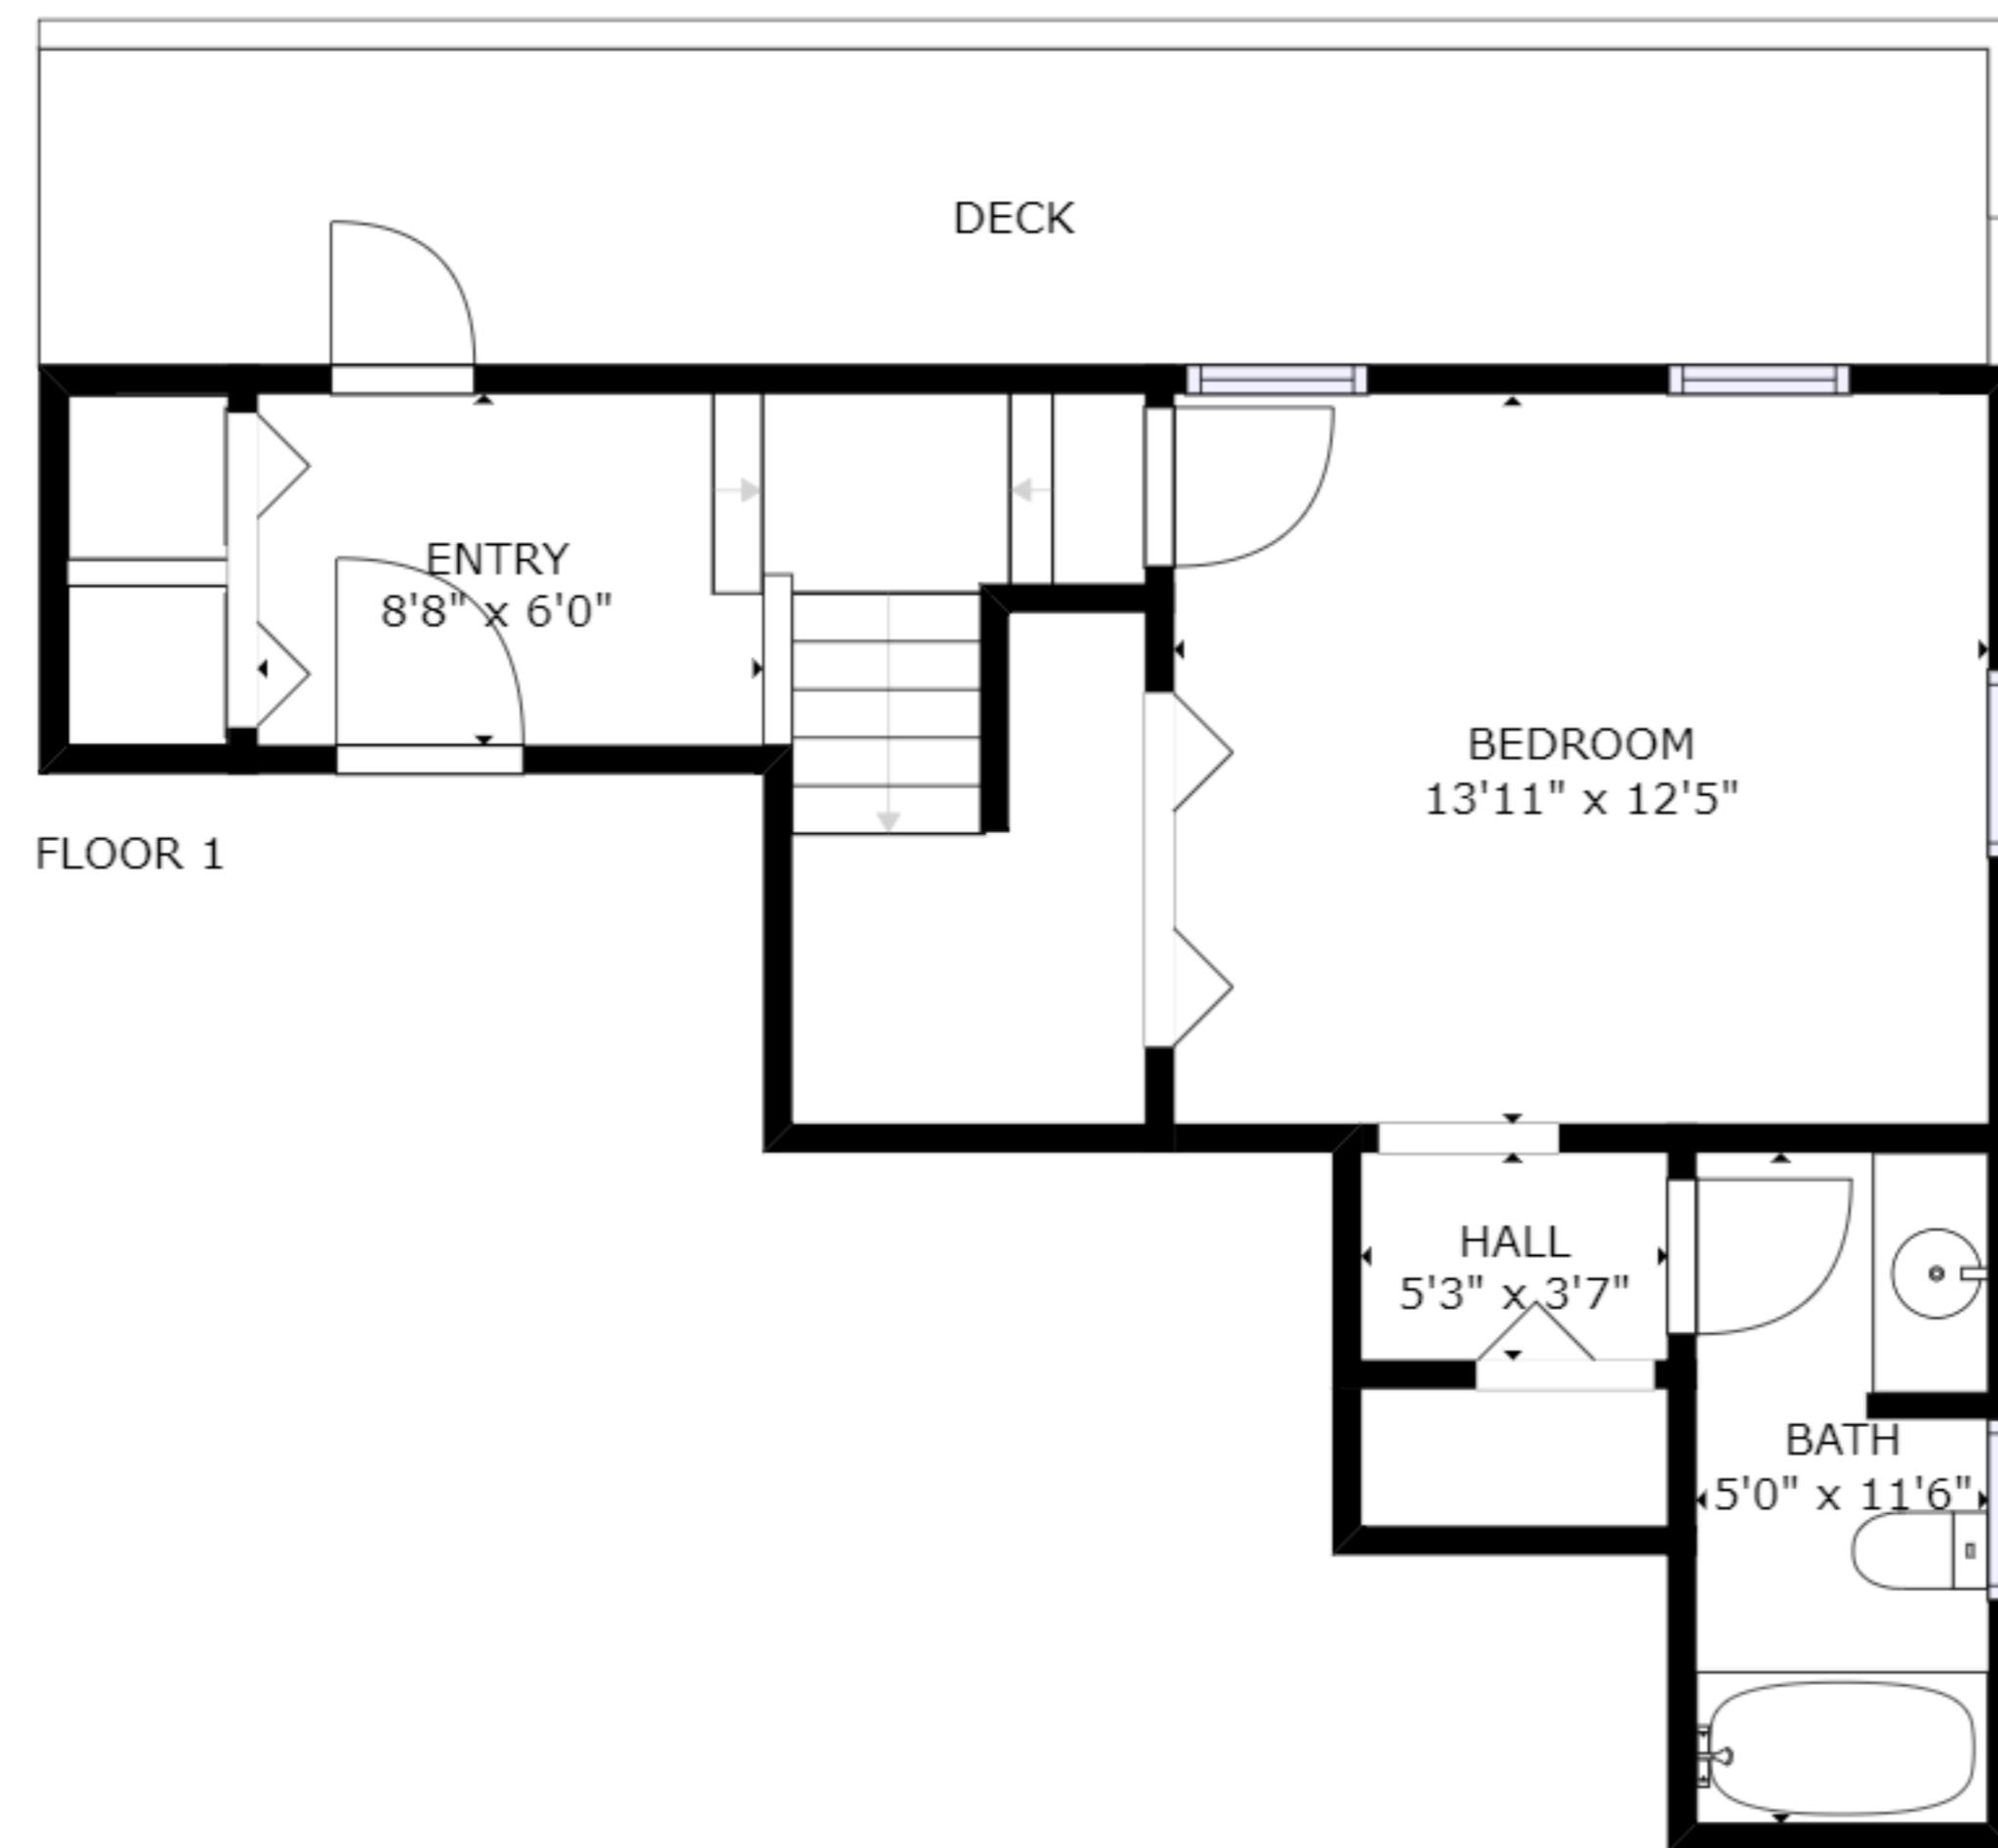 DECK
ENTRY
8'8" x 6'0"
BEDROOM
13'11" x 12'5"
FLOOR 1
HALL
5'3" x 3'7"
BATH
5'0" x 11'6"